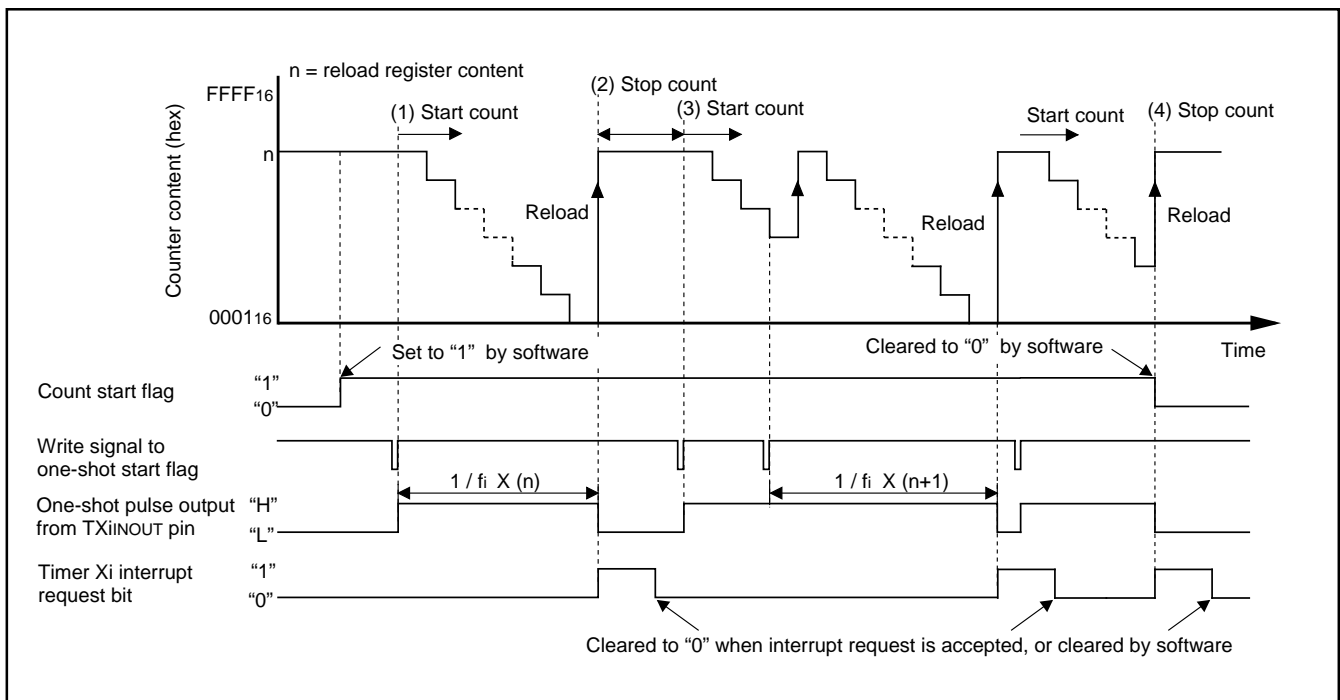 n = reload register content
FFFF16
(2) Stop count
(1) Start count
(3) Start count
Start count
(4) Stop count
Counter content (hex)
n
Reload
Reload
Reload
000116
Set to “1” by software
Cleared to “0” by software
Time
Count start flag
“1”
“0”
Write signal to
one-shot start flag
1 / fi X (n)
1 / fi X (n+1)
One-shot pulse output
from TXiINOUT pin
“H”
“L”
Timer Xi interrupt
request bit
“1”
“0”
Cleared to “0” when interrupt request is accepted, or cleared by software